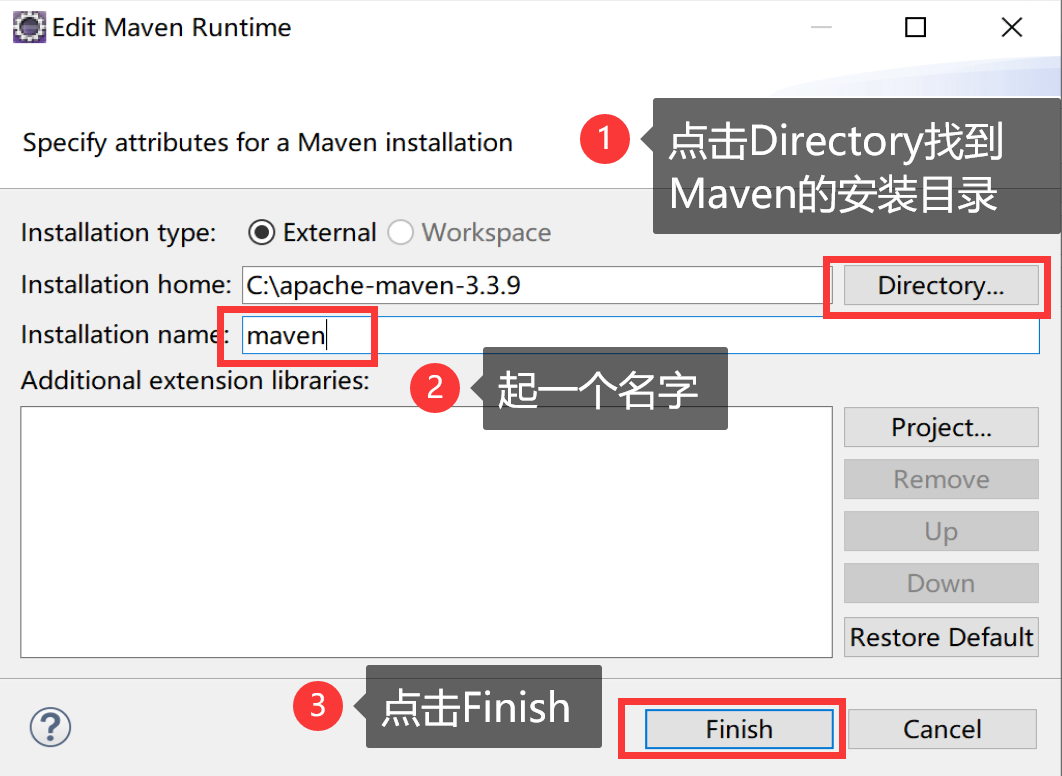 Edit Maven Runtime
Specify attributes for a Maven installation
1
点击Directory找到
Maven的安装目录
Installation type:
External
Workspace
Installation home:
C:\apache-maven-3.3.9
Directory...
Installation name:
maven
Additional extension libraries:
2
起一个名字
Project...
Remove
Up
Down
Restore Default
3
点击Finish
?
Finish
Cancel